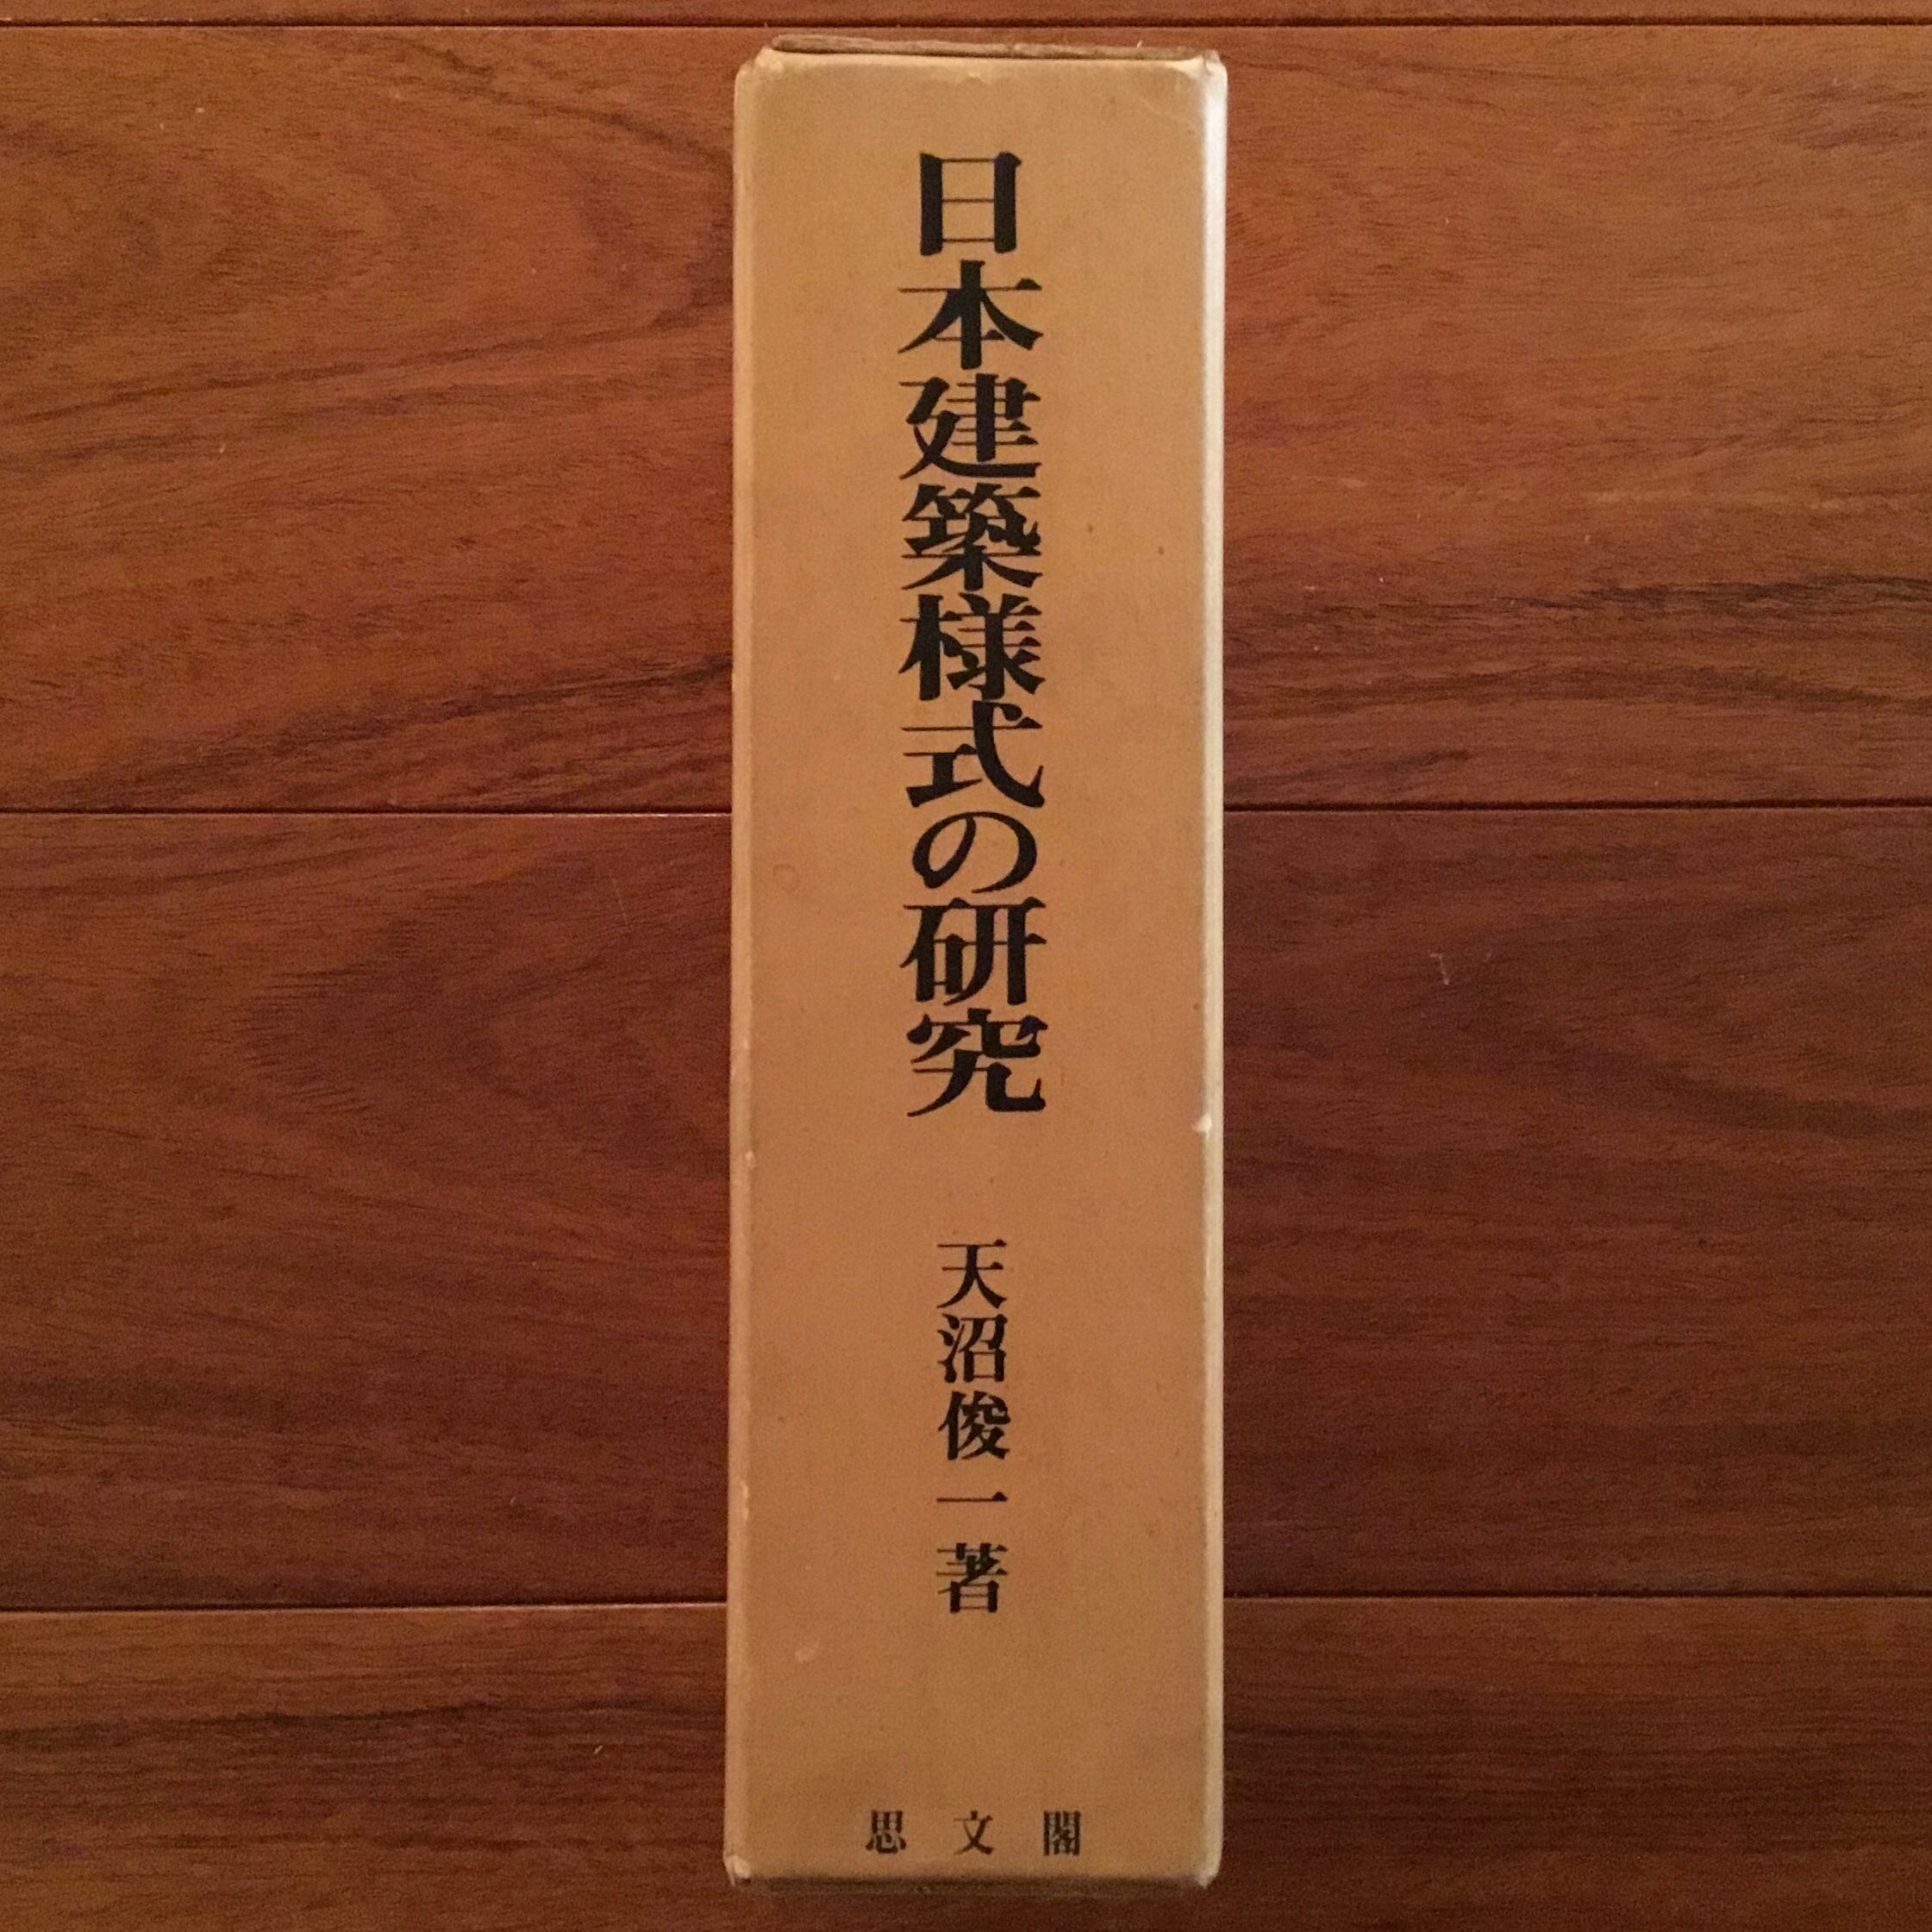 日本建築様式の研究
天沼俊一著
思文閣